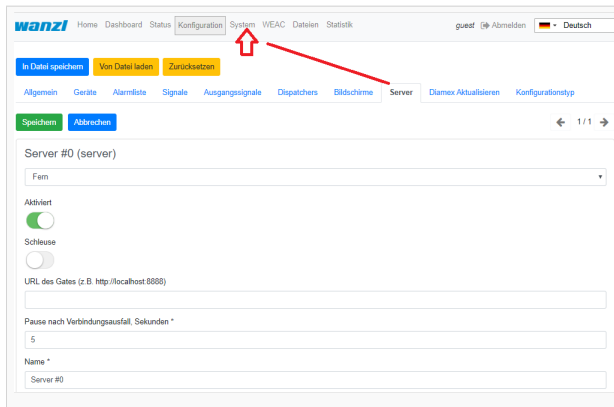 wanzl Home Dashboard Status Konfiguration System WEAC Dateien Statistik guest Abmelden Deutsch
In Datei speichern Von Datei laden Zurücksetzen
Allgemein Geräte Alarmliste Signale Ausgangssignale Dispatchers Bildschirme Server Diamex Aktualisieren Konfigurationstyp
Speichern Abbrechen 1/1
Server #0 (server)
Fern
Aktiviert
Schleuse
URL des Gates (z.B. http://localhost:8888)
Pause nach Verbindungsausfall, Sekunden *
5
Name *
Server #0